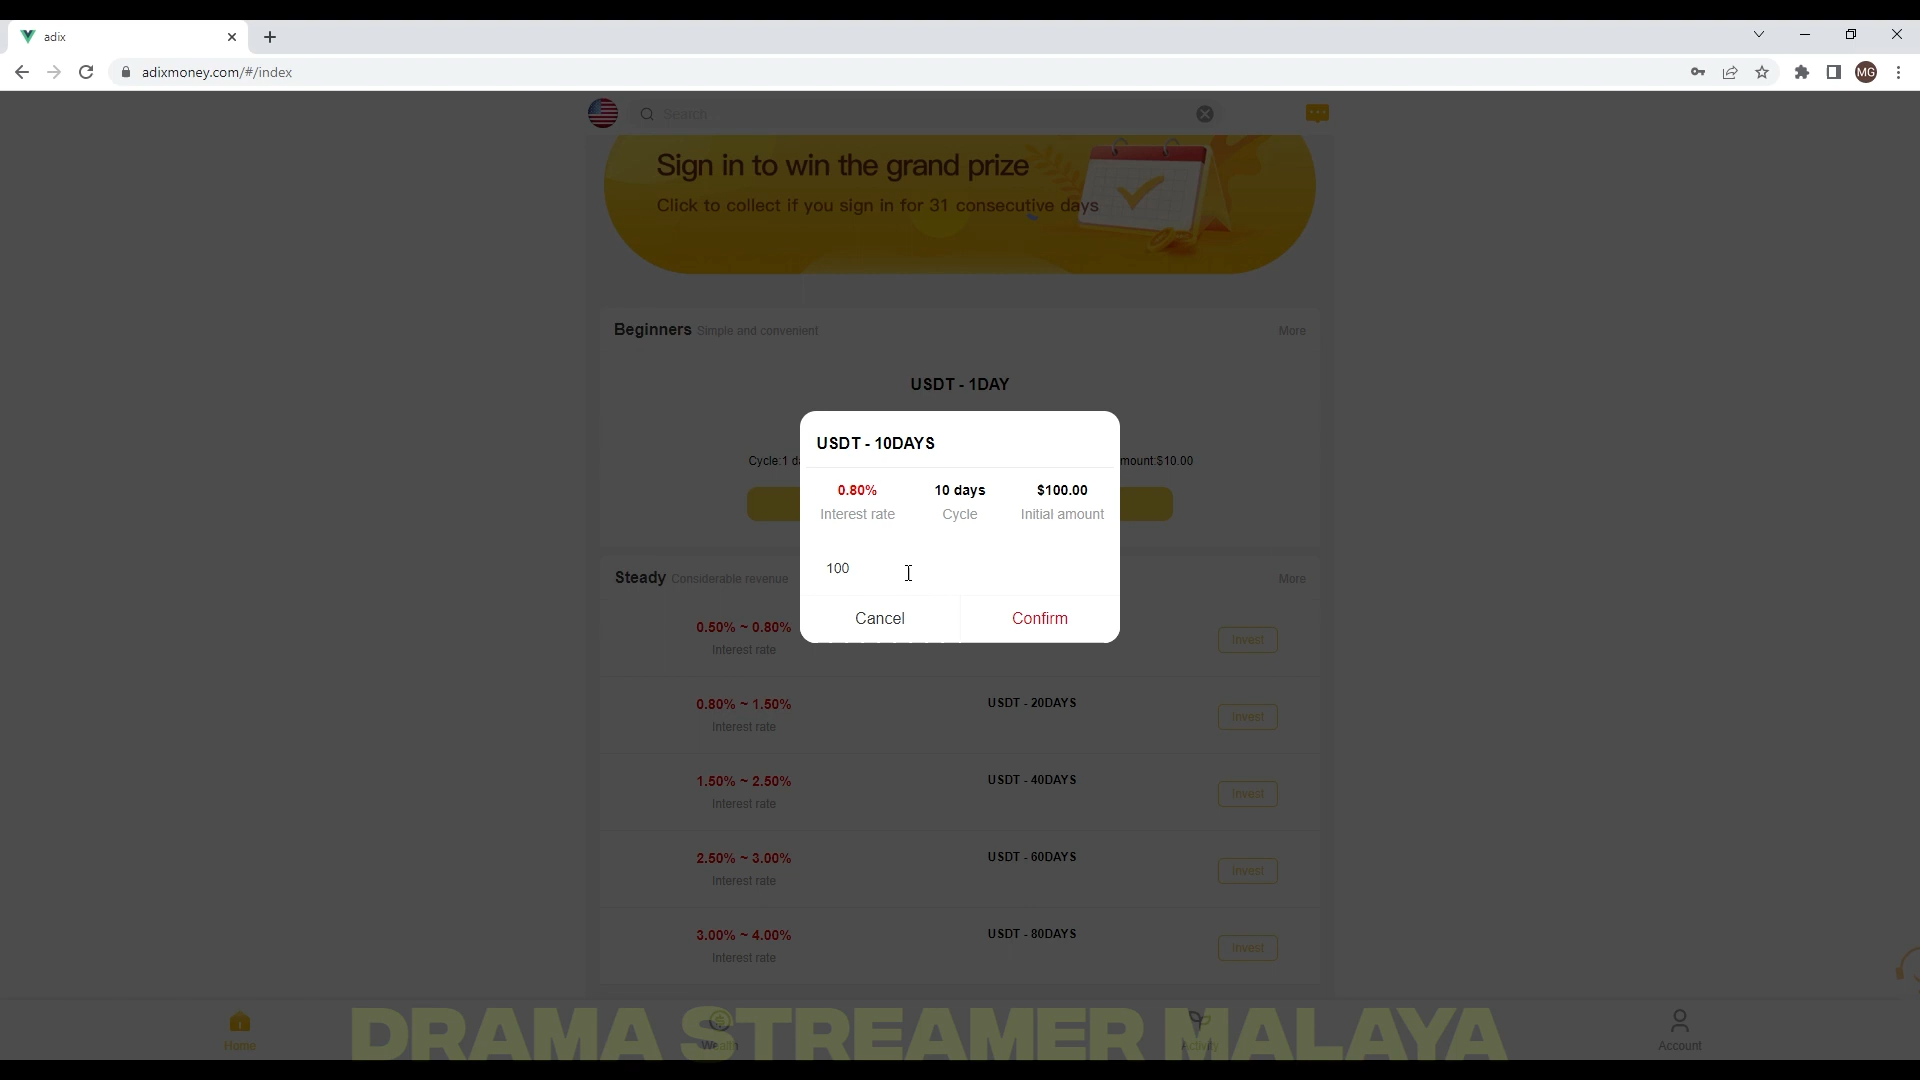 adix
adixmoney.com/#/index
MG
Search
Sign in to win the grand prize
Click to collect if you sign in for 31 consecutive days
Beginners Simple and convenient More
USDT - 1DAY
Cycle:1 d
mount:$10.00
USDT - 10DAYS
0.80% 10 days $100.00
Interest rate Cycle Initial amount
100
Cancel Confirm
Steady Considerable revenue More
0.50% ~ 0.80%
Interest rate
Invest
0.80% ~ 1.50% USDT - 20DAYS
Interest rate
Invest
1.50% ~ 2.50% USDT - 40DAYS
Interest rate
Invest
2.50% ~ 3.00% USDT - 60DAYS
Interest rate
Invest
3.00% ~ 4.00% USDT - 80DAYS
Interest rate
Invest
Home Wealth Activity Account
DRAMA STREAMER MALAYA